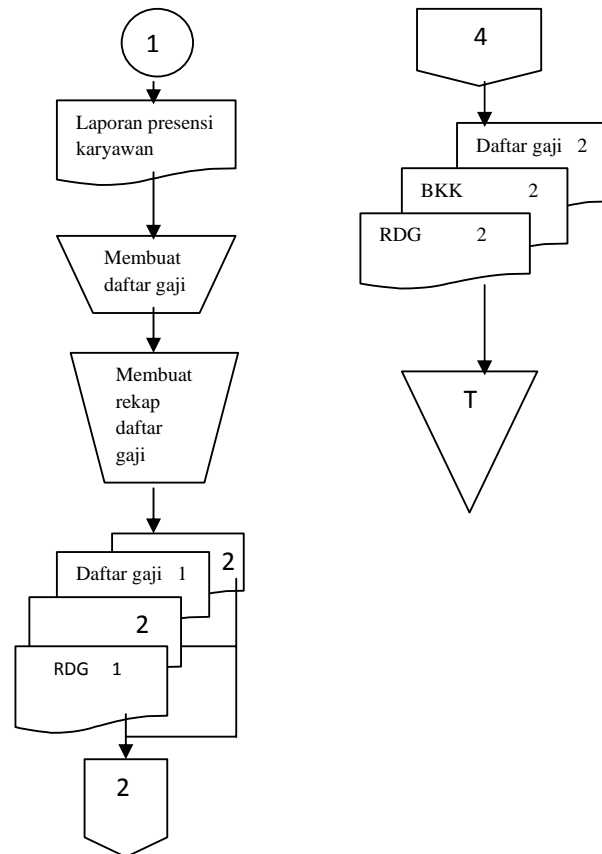 1
Laporan presensi
karyawan
Membuat
daftar gaji
Membuat
rekap
daftar
gaji
2
Daftar gaji 1
2
RDG 1
2
4
Daftar gaji 2
BKK 2
RDG 2
T